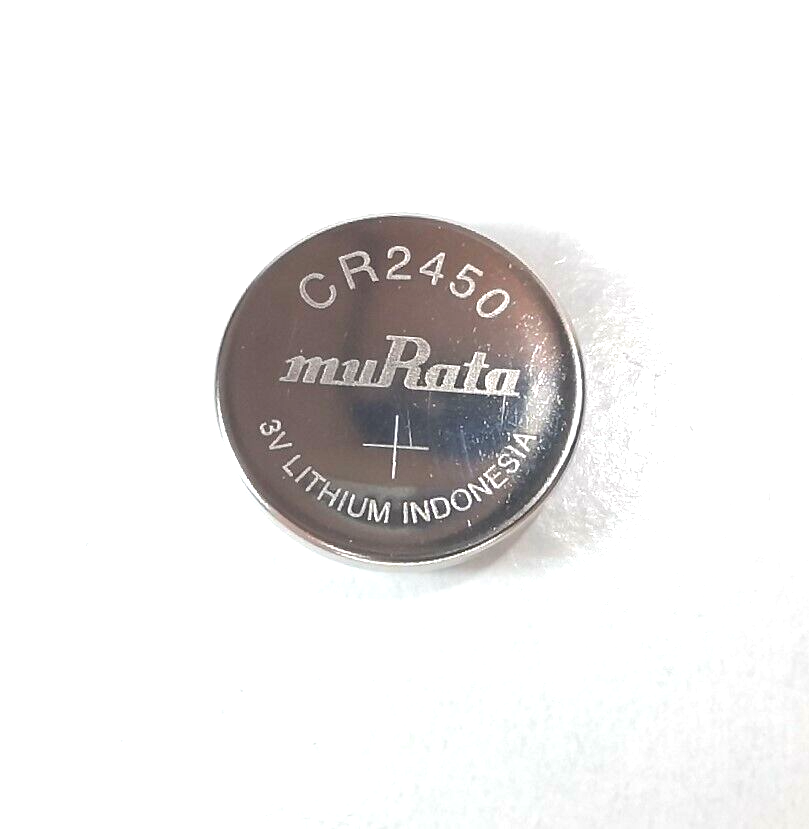 CR2450
muRata
+
3V LITHIUM INDONESIA